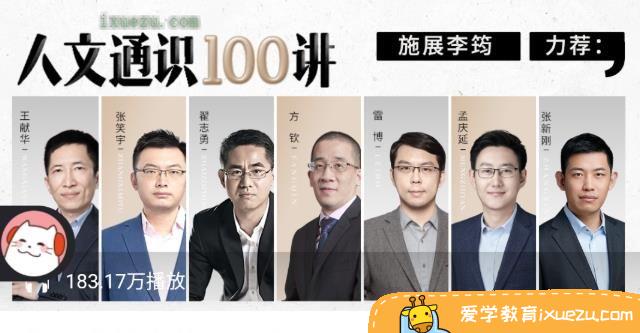 ixuezu.com
人文通识100讲
施展李筠 力荐：
王献华
张笑宇
翟志勇
方钦
雷博
孟庆延
张新刚
183.17万播放
爱学教育ixuezu.com